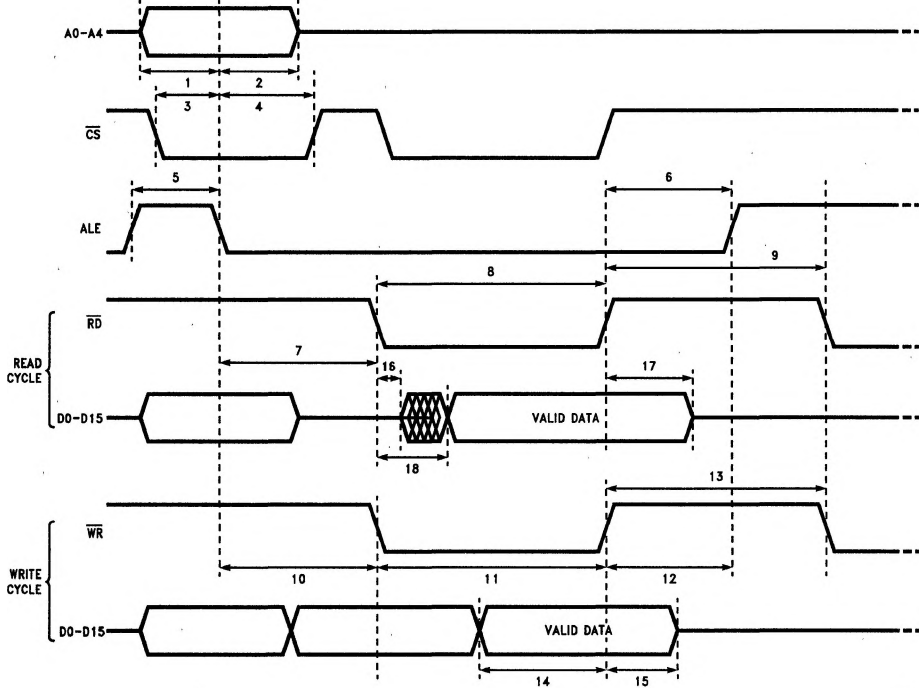 A0-A4
1 2
3 4
CS
5 6
ALE
9
8
RD
7 16 17
READ
CYCLE
D0-D15 VALID DATA
18
13
WR
10 11 12
WRITE
CYCLE
D0-D15 VALID DATA
14 15